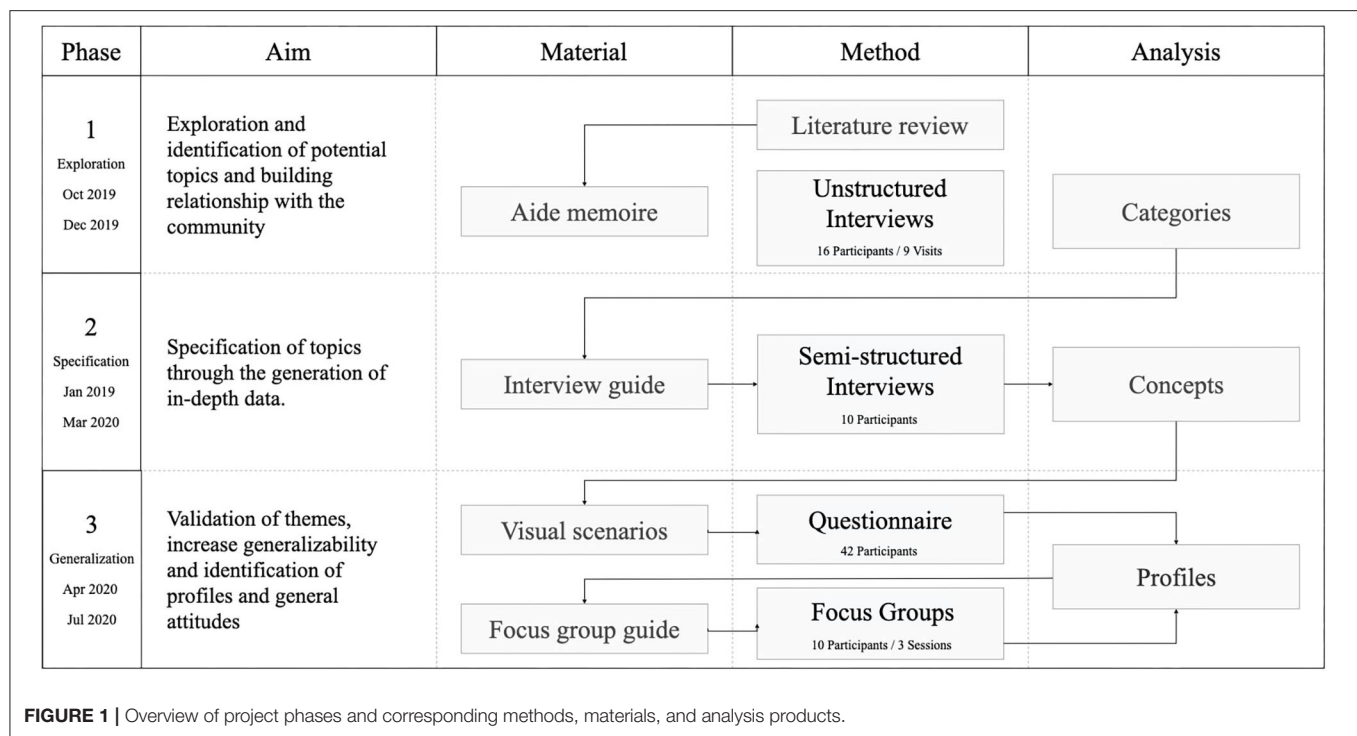 Phase Aim Material Method Analysis
1
Exploration
Oct 2019
Dec 2019
Exploration and
identification of potential
topics and building
relationship with the
community
Aide memoire
Literature review
Unstructured
Interviews
16 Participants / 9 Visits
Categories
2
Specification
Jan 2019
Mar 2020
Specification of topics
through the generation of
in-depth data.
Interview guide
Semi-structured
Interviews
10 Participants
Concepts
3
Generalization
Apr 2020
Jul 2020
Validation of themes,
increase generalizability
and identification of
profiles and general
attitudes
Visual scenarios
Questionnaire
42 Participants
Profiles
Focus group guide
Focus Groups
10 Participants / 3 Sessions
FIGURE 1 | Overview of project phases and corresponding methods, materials, and analysis products.